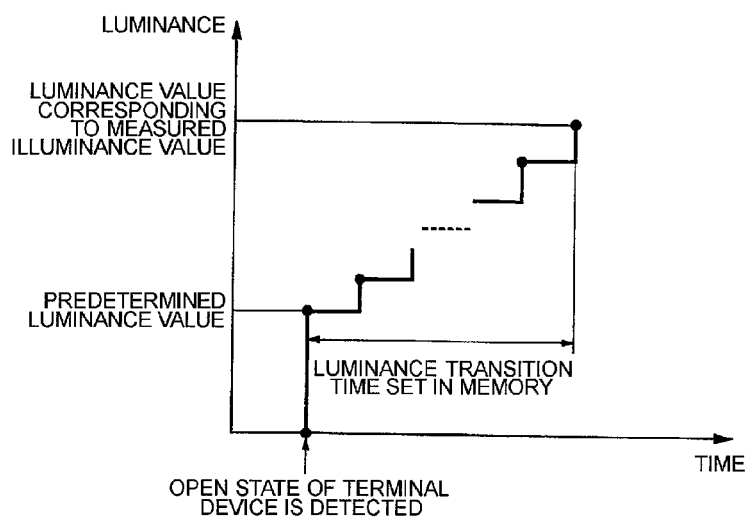 LUMINANCE
LUMINANCE VALUE
CORRESPONDING
TO MEASURED
ILLUMINANCE VALUE
PREDETERMINED
LUMINANCE VALUE
LUMINANCE TRANSITION
TIME SET IN MEMORY
TIME
OPEN STATE OF TERMINAL
DEVICE IS DETECTED